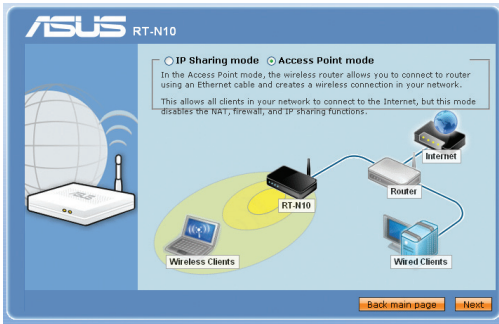 ASUS RT-N10
IP Sharing mode Access Point mode
In the Access Point mode, the wireless router allows you to connect to router
using an Ethernet cable and creates a wireless connection in your network.
This allows all clients in your network to connect to the Internet, but this mode
disables the NAT, firewall, and IP sharing functions.
ASUS
Internet
Router
RT-N10
Wireless Clients
Wired Clients
Back main page
Next